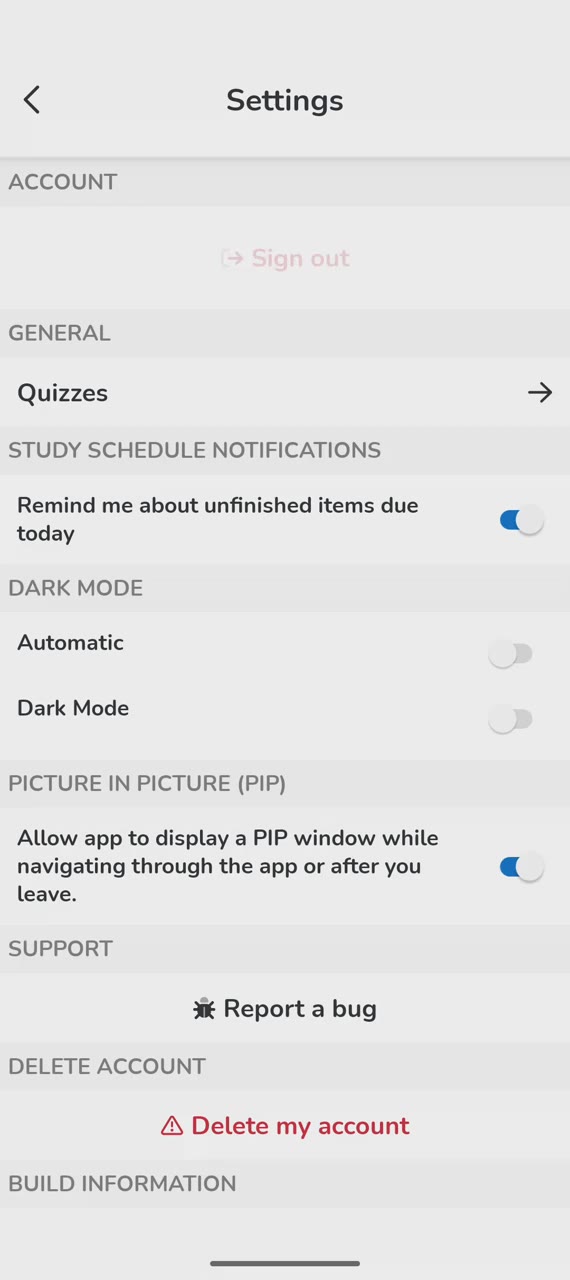 Settings
ACCOUNT
Sign out
GENERAL
Quizzes
STUDY SCHEDULE NOTIFICATIONS
Remind me about unfinished items due
today
DARK MODE
Automatic
Dark Mode
PICTURE IN PICTURE (PIP)
Allow app to display a PIP window while
navigating through the app or after you
leave.
SUPPORT
Report a bug
DELETE ACCOUNT
Delete my account
BUILD INFORMATION